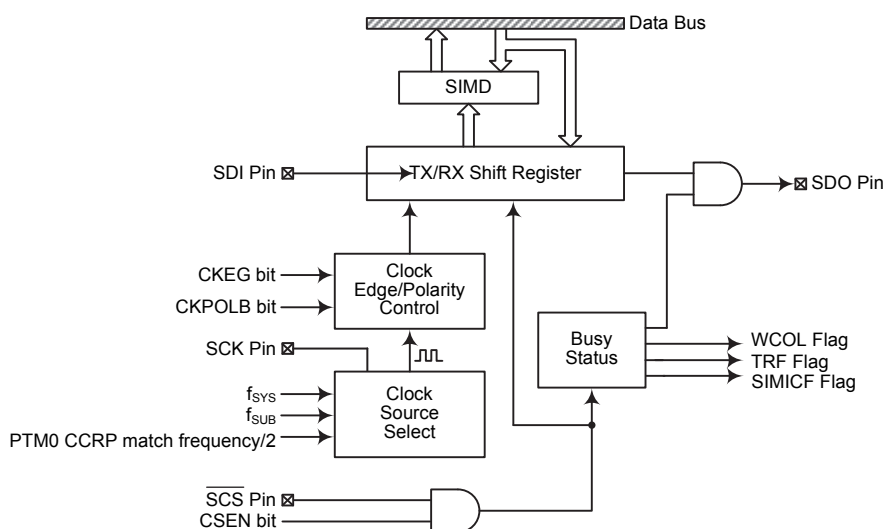 Data Bus
SIMD
SDI Pin
TX/RX Shift Register
SDO Pin
CKEG bit
CKPOLB bit
Clock
Edge/Polarity
Control
SCK Pin
Busy
Status
WCOL Flag
TRF Flag
SIMICF Flag
fSYS
fSUB
PTM0 CCRP match frequency/2
Clock
Source
Select
SCS Pin
CSEN bit